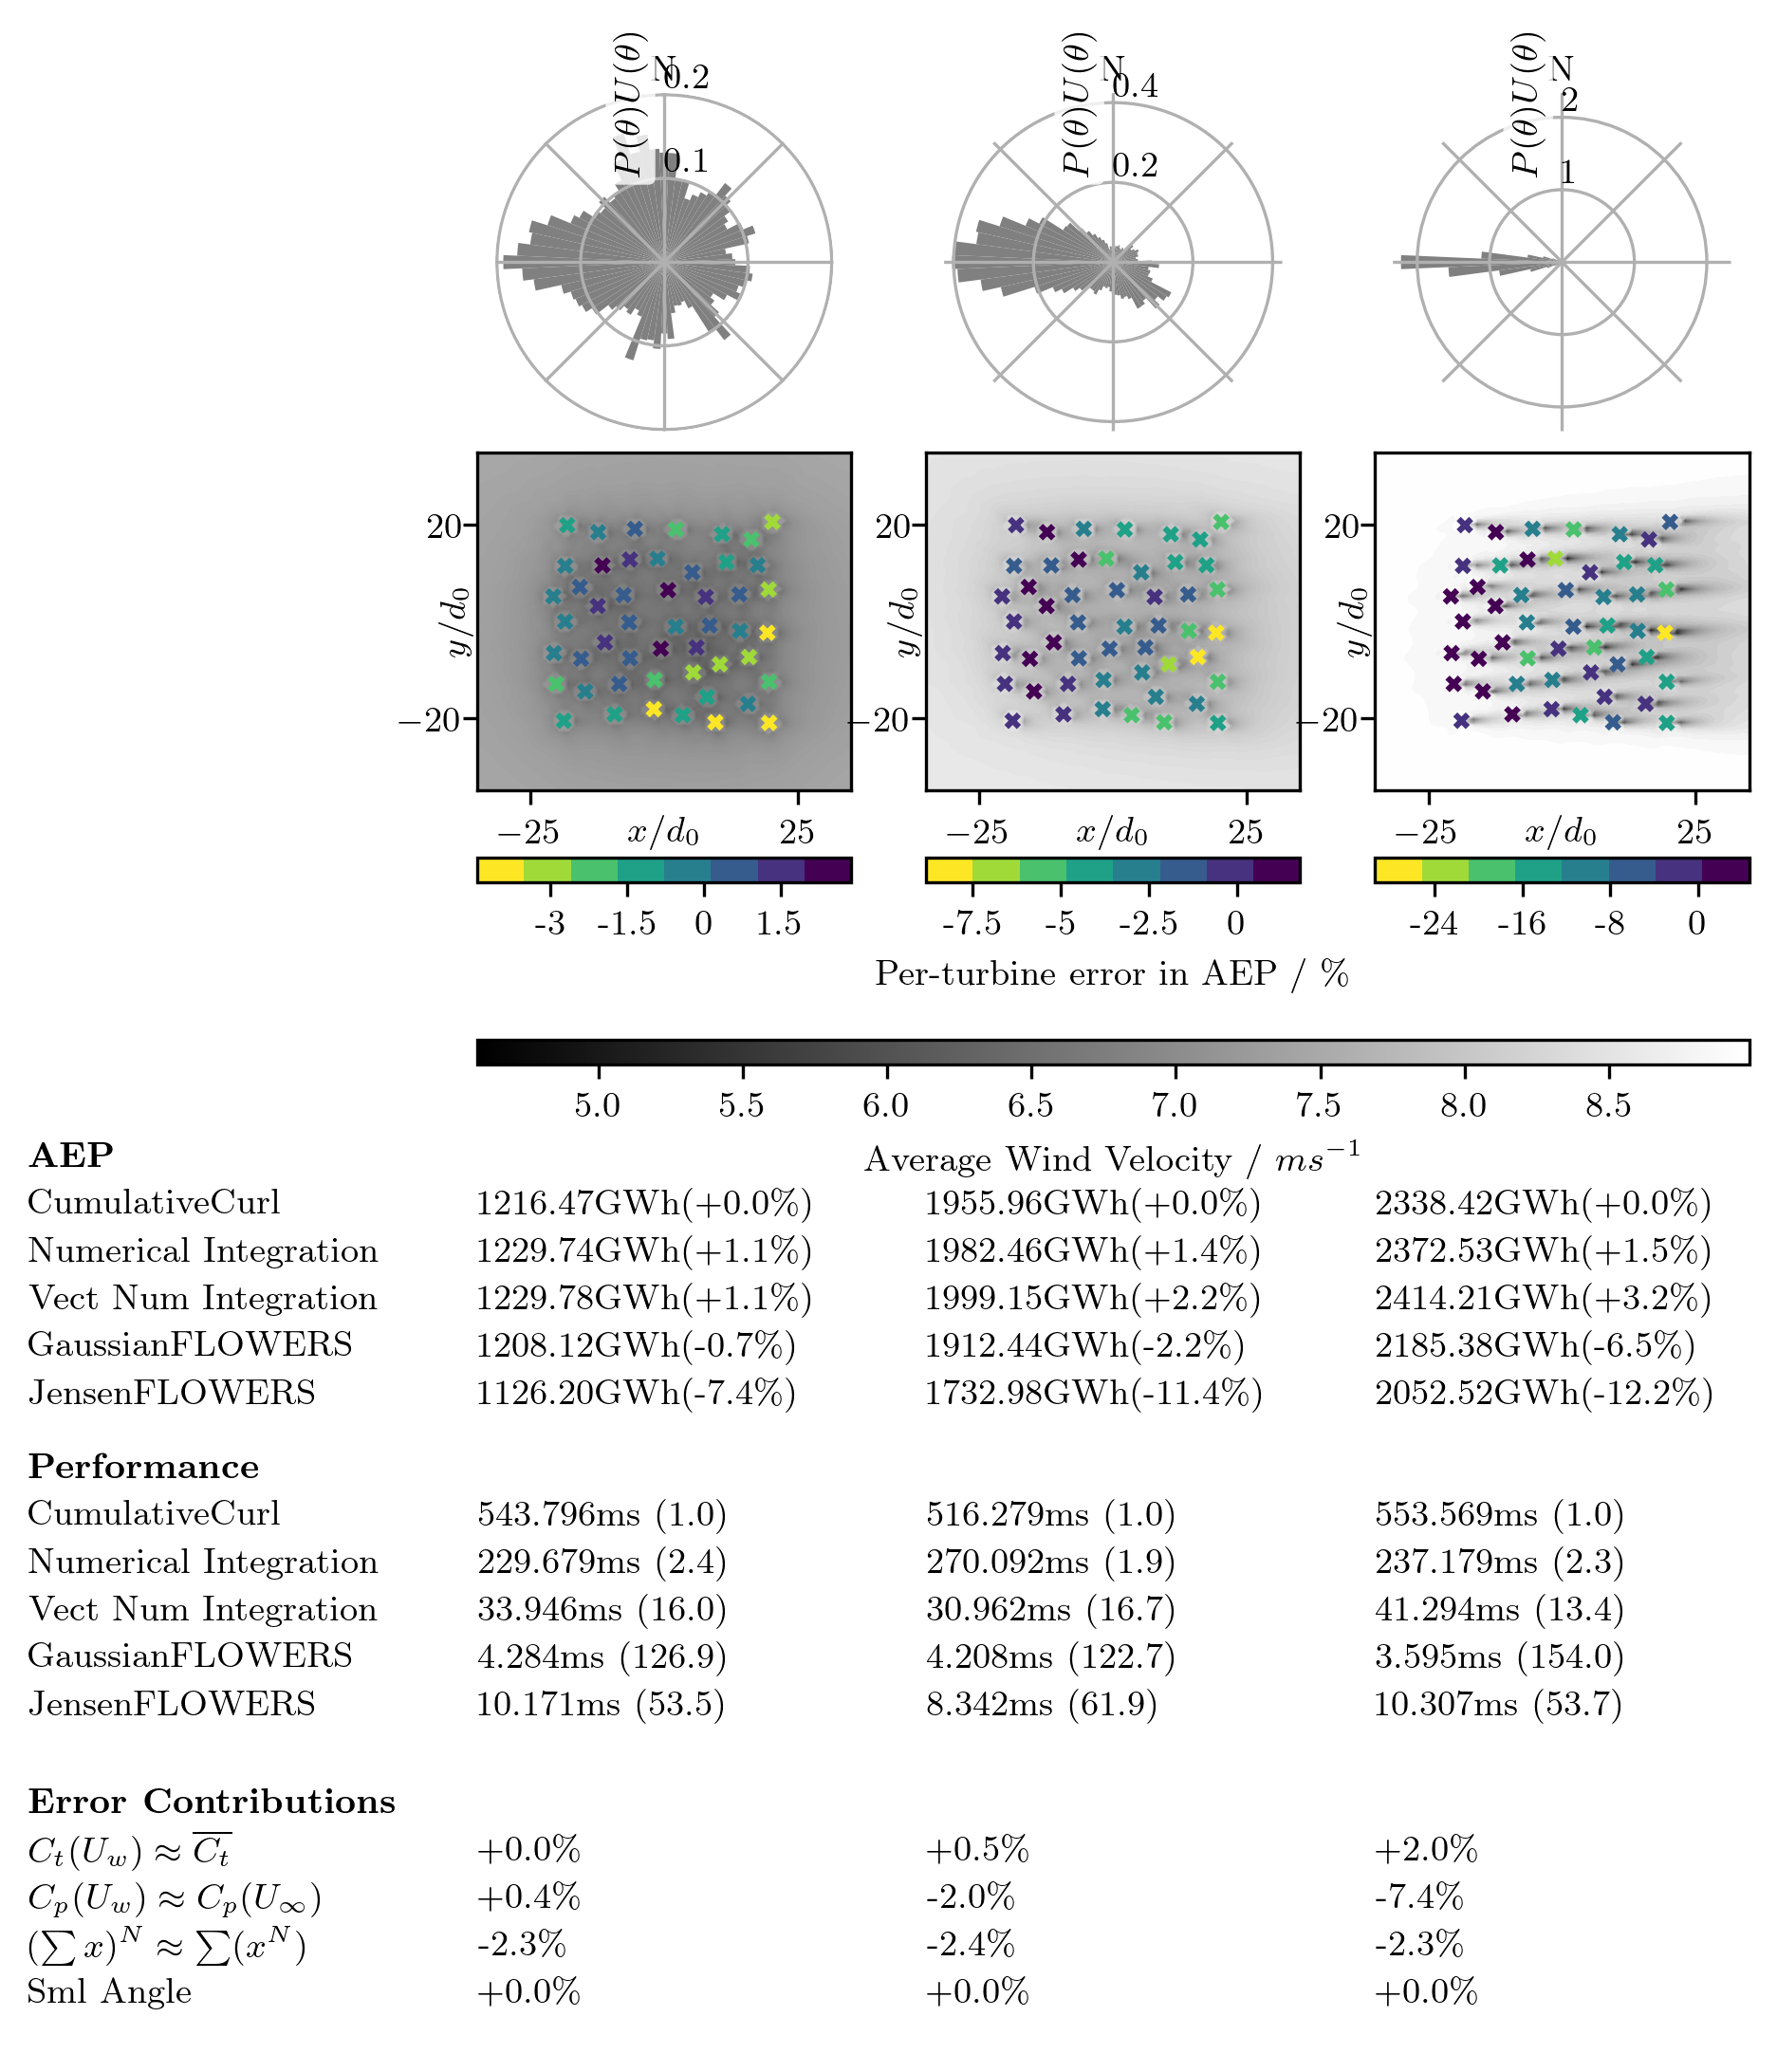 N N N
P(θ)U(θ) P(θ)U(θ) P(θ)U(θ)
0.2 0.4 2
0.1 0.2 1
20 20 20
y/d₀ y/d₀ y/d₀
−20 −20 −20
−25 x/d₀ 25 −25 x/d₀ 25 −25 x/d₀ 25
-3 -1.5 0 1.5 -7.5 -5 -2.5 0 -24 -16 -8 0
Per-turbine error in AEP / %
5.0 5.5 6.0 6.5 7.0 7.5 8.0 8.5
Average Wind Velocity / ms⁻¹
AEP
CumulativeCurl 1216.47GWh(+0.0%) 1955.96GWh(+0.0%) 2338.42GWh(+0.0%)
Numerical Integration 1229.74GWh(+1.1%) 1982.46GWh(+1.4%) 2372.53GWh(+1.5%)
Vect Num Integration 1229.78GWh(+1.1%) 1999.15GWh(+2.2%) 2414.21GWh(+3.2%)
GaussianFLOWERS 1208.12GWh(-0.7%) 1912.44GWh(-2.2%) 2185.38GWh(-6.5%)
JensenFLOWERS 1126.20GWh(-7.4%) 1732.98GWh(-11.4%) 2052.52GWh(-12.2%)
Performance
CumulativeCurl 543.796ms (1.0) 516.279ms (1.0) 553.569ms (1.0)
Numerical Integration 229.679ms (2.4) 270.092ms (1.9) 237.179ms (2.3)
Vect Num Integration 33.946ms (16.0) 30.962ms (16.7) 41.294ms (13.4)
GaussianFLOWERS 4.284ms (126.9) 4.208ms (122.7) 3.595ms (154.0)
JensenFLOWERS 10.171ms (53.5) 8.342ms (61.9) 10.307ms (53.7)
Error Contributions
Cₜ(U_w) ≈ \overline{Cₜ} +0.0% +0.5% +2.0%
Cₚ(U_w) ≈ Cₚ(U_∞) +0.4% -2.0% -7.4%
(∑ x)^N ≈ ∑(x^N) -2.3% -2.4% -2.3%
Sml Angle +0.0% +0.0% +0.0%